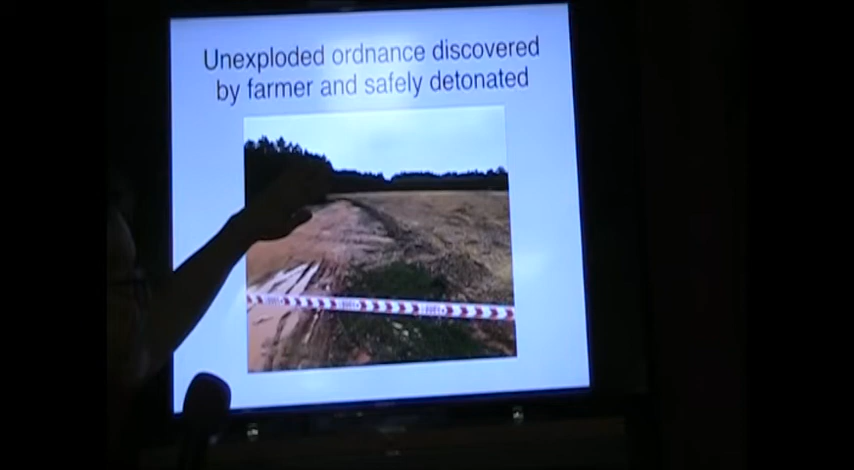 Unexploded ordnance discovered
by farmer and safely detonated